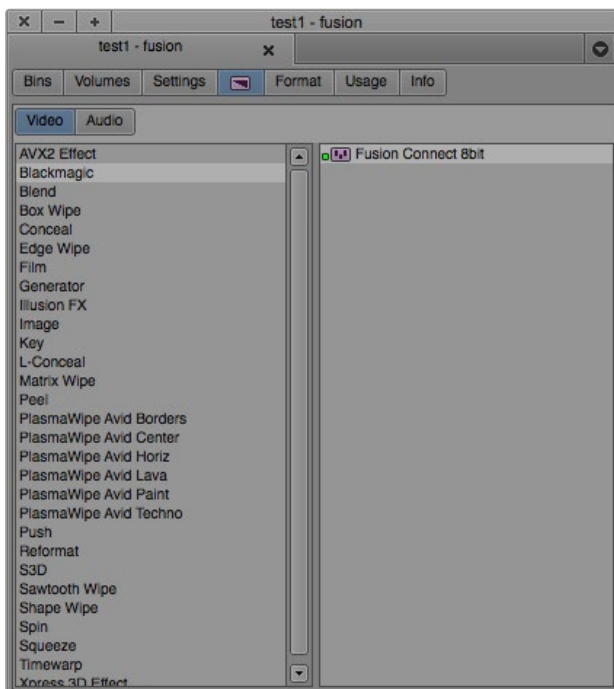 test1 - fusion
test1 - fusion
Bins Volumes Settings Format Usage Info
Video Audio
AVX2 Effect
Blackmagic
Blend
Box Wipe
Conceal
Edge Wipe
Film
Generator
Illusion FX
Image
Key
L-Conceal
Matrix Wipe
Peel
PlasmaWipe Avid Borders
PlasmaWipe Avid Center
PlasmaWipe Avid Horiz
PlasmaWipe Avid Lava
PlasmaWipe Avid Paint
PlasmaWipe Avid Techno
Push
Reformat
S3D
Sawtooth Wipe
Shape Wipe
Spin
Squeeze
Timewarp
Xpress 3D Effect
Fusion Connect 8bit